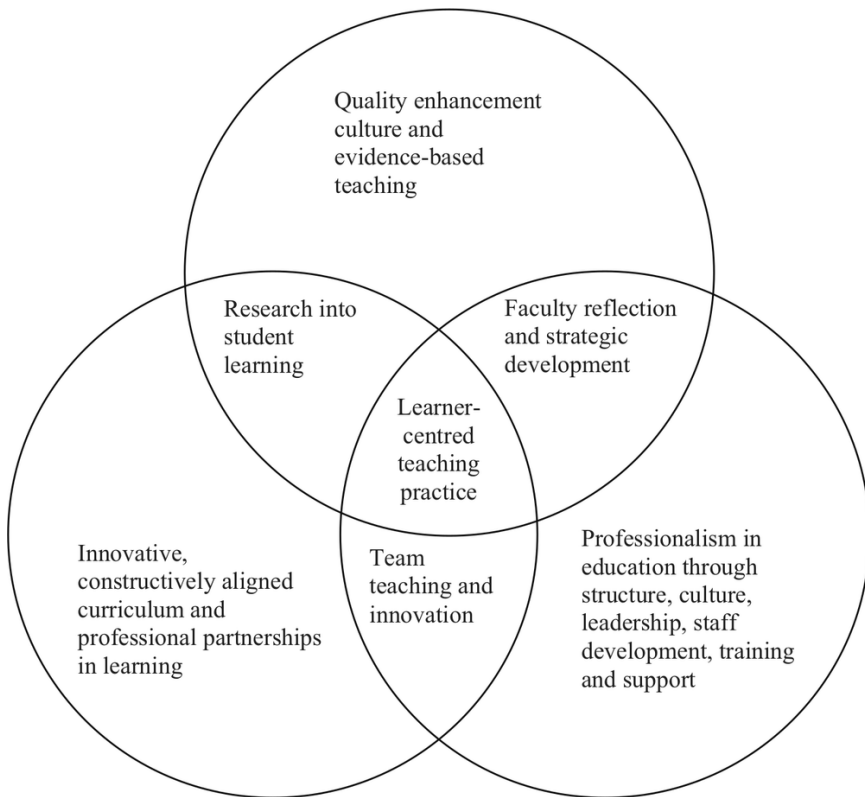 Quality enhancement
culture and
evidence-based
teaching
Research into
student
learning
Faculty reflection
and strategic
development
Learner-
centred
teaching
practice
Innovative,
constructively aligned
curriculum and
professional partnerships
in learning
Team
teaching and
innovation
Professionalism in
education through
structure, culture,
leadership, staff
development, training
and support